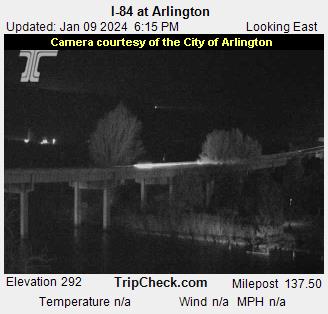 I-84 at Arlington
Updated: Jan 09 2024 6:15 PM Looking East
Camera courtesy of the City of Arlington
Elevation 292 TripCheck.com Milepost 137.50
Temperature n/a Wind n/a MPH n/a